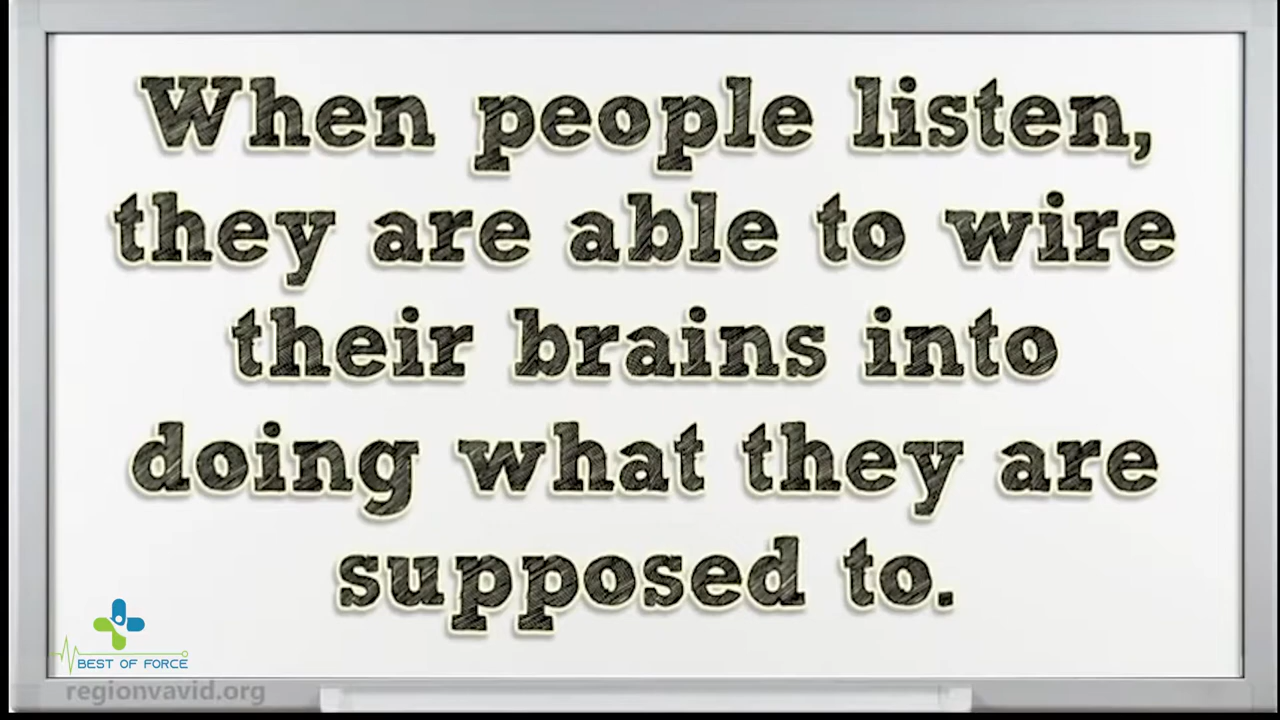 When people listen,
they are able to wire
their brains into
doing what they are
supposed to.
BEST OF FORCE
regionvavid.org